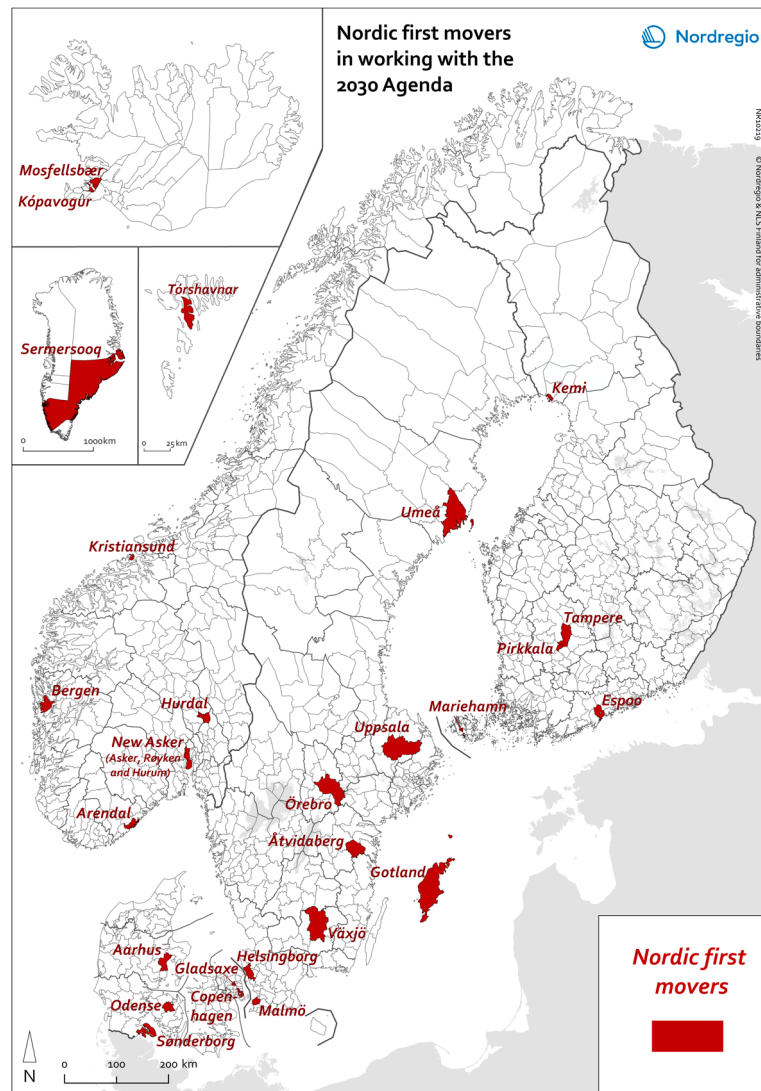 Nordic first movers
in working with the
2030 Agenda
Nordregio
NR10219 © Nordregio & NLS Finland for administrative boundaries
Mosfellsbær
Kópavogur
Tórshavnar
Sermersooq
0 1000 km
0 25 km
Kemi
Umeå
Kristiansund
Tampere
Pirkkala
Bergen
Hurdal
Mariehamn
Espoo
Uppsala
New Asker
(Asker, Røyken
and Hurum)
Örebro
Arendal
Åtvidaberg
Gotland
Växjö
Aarhus
Helsingborg
Gladsaxe
Copen-
hagen
Odense
Malmö
Sønderborg
N
0 100 200 km
Nordic first
movers